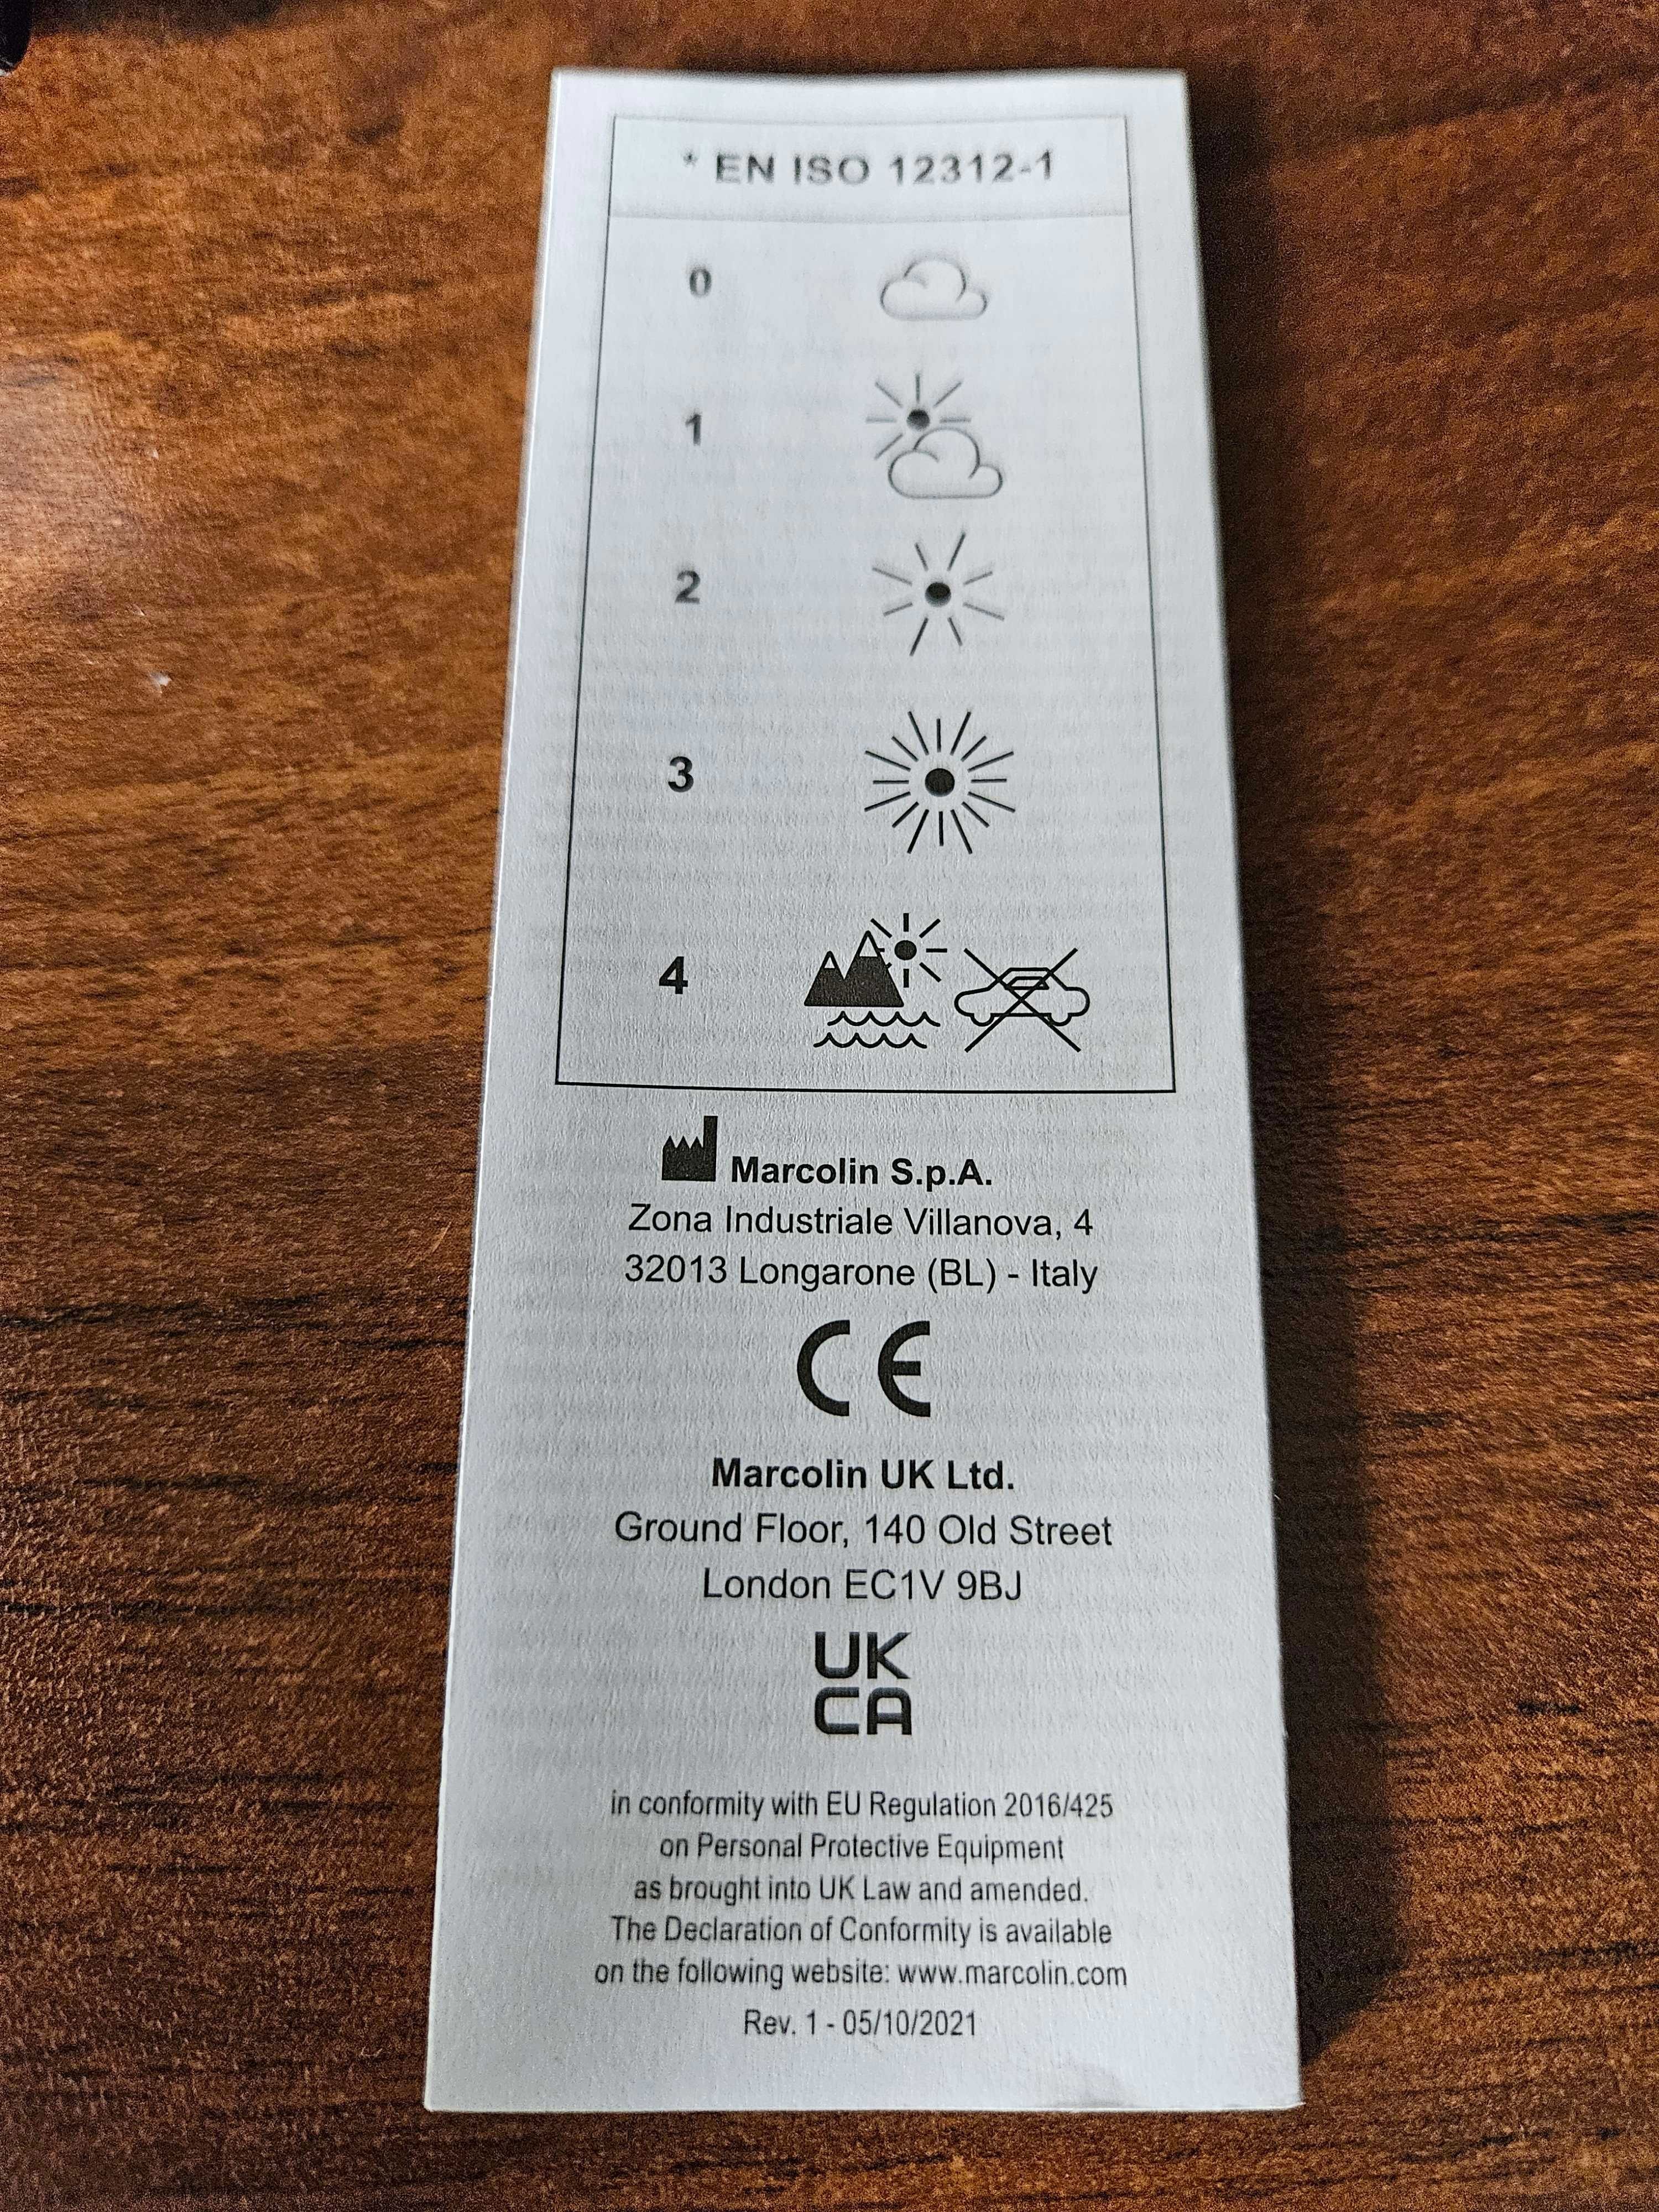 * EN ISO 12312-1
0
1
2
3
4
Marcolin S.p.A.
Zona Industriale Villanova, 4
32013 Longarone (BL) - Italy
CE
Marcolin UK Ltd.
Ground Floor, 140 Old Street
London EC1V 9BJ
UK
CA
in conformity with EU Regulation 2016/425
on Personal Protective Equipment
as brought into UK Law and amended.
The Declaration of Conformity is available
on the following website: www.marcolin.com
Rev. 1 - 05/10/2021